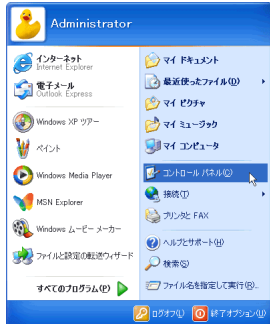 Administrator
インターネット
Internet Explorer
電子メール
Outlook Express
Windows XP ツアー
ペイント
Windows Media Player
MSN Explorer
Windows ムービー メーカー
ファイルと設定の転送ウィザード
すべてのプログラム(P)
マイ ドキュメント
最近使ったファイル(D)
マイ ピクチャ
マイ ミュージック
マイ コンピュータ
コントロール パネル(C)
接続(T)
プリンタと FAX
ヘルプとサポート(H)
検索(S)
ファイル名を指定して実行(R)...
ログオフ(L)
終了オプション(U)